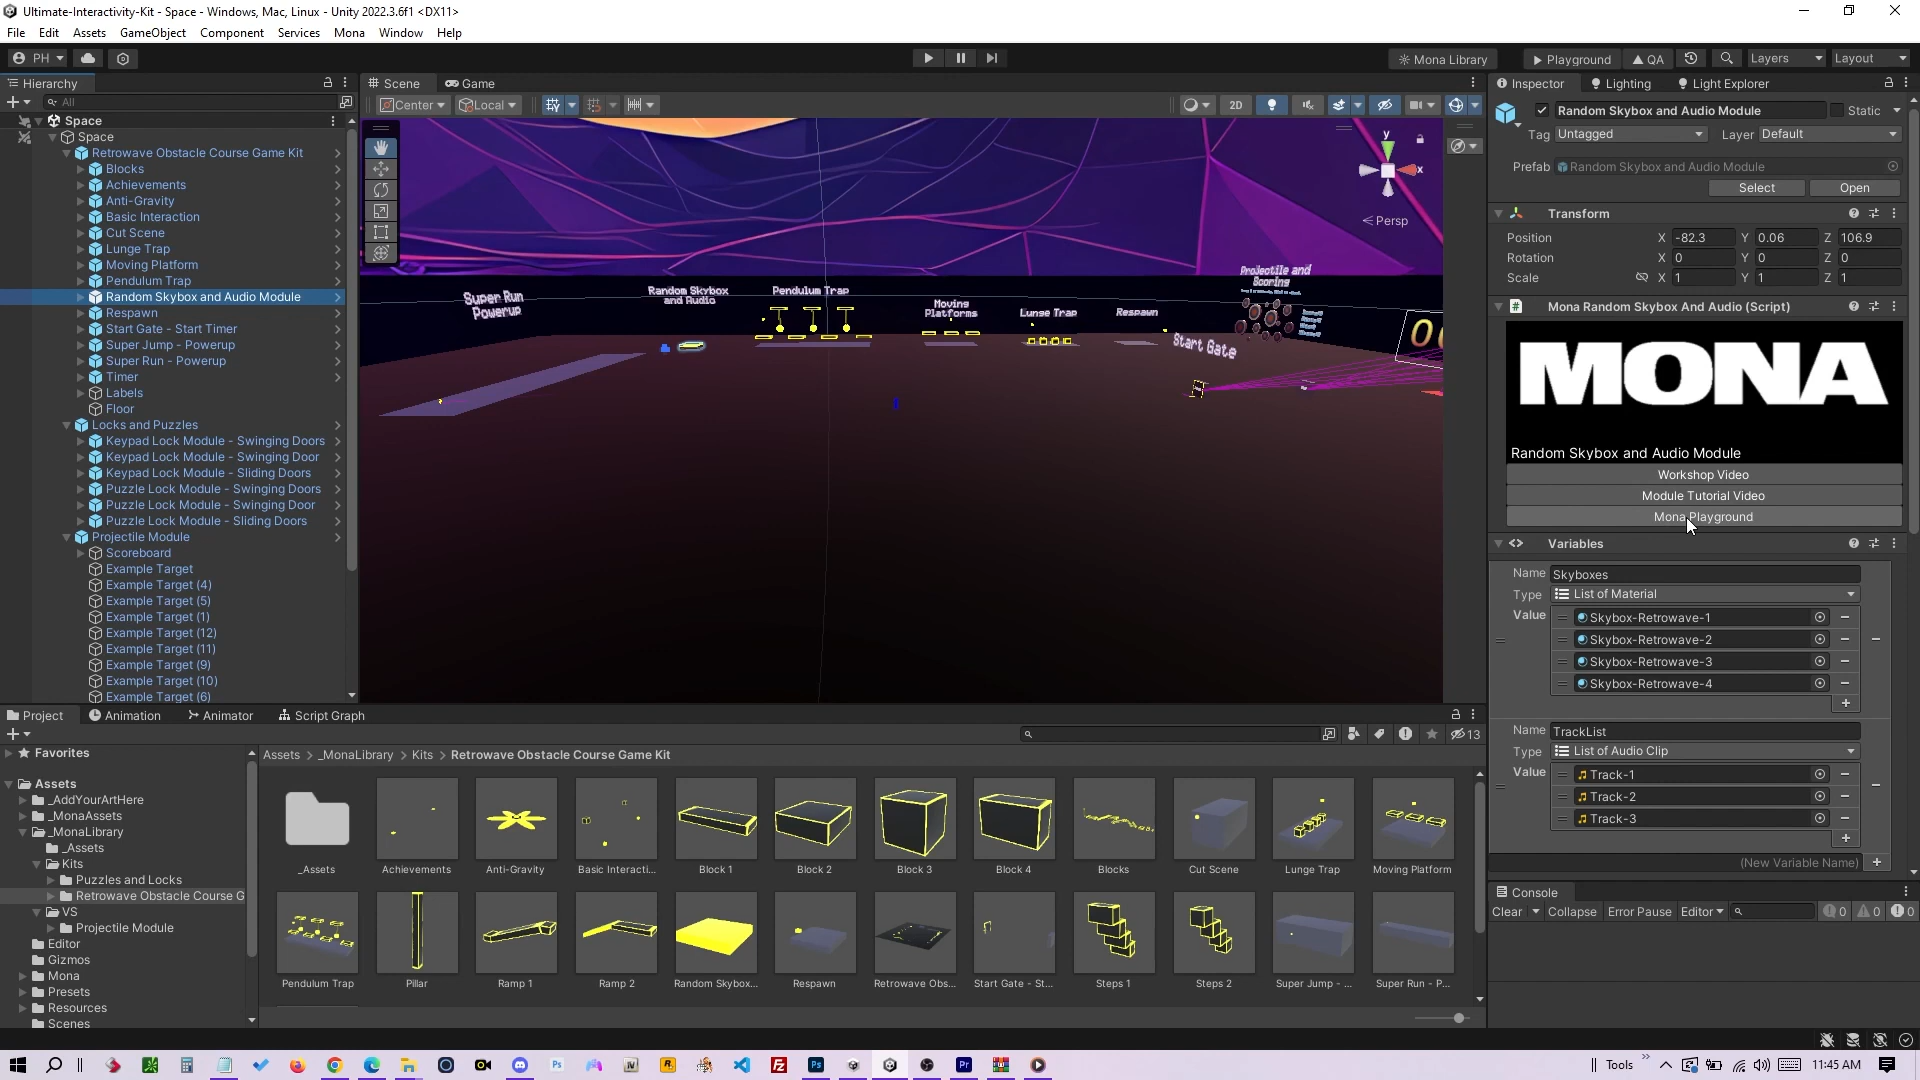 Ultimate-Interactivity-Kit - Space - Windows, Mac, Linux - Unity 2022.3.6f1 <DX11>
File Edit Assets GameObject Component Services Mona Window Help
PH Mona Library Playground QA Layers Layout
Hierarchy
All
Space
Space
Retrowave Obstacle Course Game Kit
Blocks
Achievements
Anti-Gravity
Basic Interaction
Cut Scene
Lunge Trap
Moving Platform
Pendulum Trap
Random Skybox and Audio Module
Respawn
Start Gate - Start Timer
Super Jump - Powerup
Super Run - Powerup
Timer
Labels
Floor
Locks and Puzzles
Keypad Lock Module - Swinging Doors
Keypad Lock Module - Swinging Door
Keypad Lock Module - Sliding Doors
Puzzle Lock Module - Swinging Doors
Puzzle Lock Module - Swinging Door
Puzzle Lock Module - Sliding Doors
Projectile Module
Scoreboard
Example Target
Example Target (4)
Example Target (5)
Example Target (1)
Example Target (12)
Example Target (11)
Example Target (9)
Example Target (10)
Example Target (6)
Scene Game
Center Local 2D
y
x
Persp
Super Run
Powerup
Random Skybox
and Audio
Pendulum Trap
Moving
Platforms
Lunge Trap
Respawn
Projectile and
Scoring
Start Gate
Inspector Lighting Light Explorer
Random Skybox and Audio Module Static
Tag Untagged Layer Default
Prefab Random Skybox and Audio Module
Select Open
Transform
Position X -82.3 Y 0.06 Z 106.9
Rotation X 0 Y 0 Z 0
Scale X 1 Y 1 Z 1
Mona Random Skybox And Audio (Script)
MONA
Random Skybox and Audio Module
Workshop Video
Module Tutorial Video
Mona Playground
Variables
Name Skyboxes
Type List of Material
Value Skybox-Retrowave-1
Skybox-Retrowave-2
Skybox-Retrowave-3
Skybox-Retrowave-4
Name TrackList
Type List of Audio Clip
Value Track-1
Track-2
Track-3
(New Variable Name)
Console
Clear Collapse Error Pause Editor 0 0 0
Project Animation Animator Script Graph
13
Favorites
Assets
_AddYourArtHere
_MonaAssets
_MonaLibrary
_Assets
Kits
Puzzles and Locks
Retrowave Obstacle Course G
VS
Projectile Module
Editor
Gizmos
Mona
Presets
Resources
Scenes
Assets > _MonaLibrary > Kits > Retrowave Obstacle Course Game Kit
_Assets Achievements Anti-Gravity Basic Interacti... Block 1 Block 2 Block 3 Block 4 Blocks Cut Scene Lunge Trap Moving Platform
Pendulum Trap Pillar Ramp 1 Ramp 2 Random Skybox... Respawn Retrowave Obs... Start Gate - St... Steps 1 Steps 2 Super Jump - ... Super Run - P...
Tools 11:45 AM